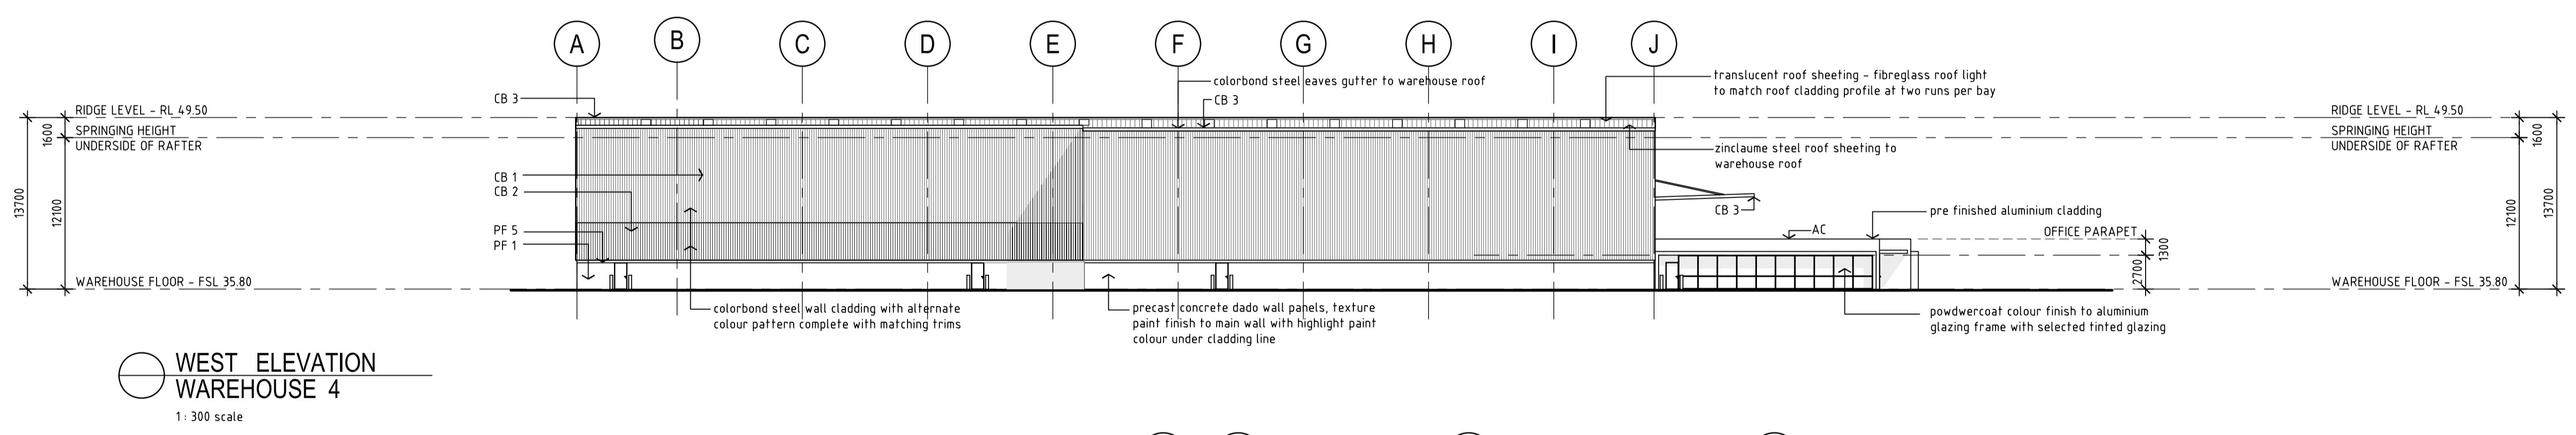 A B C D E F G H I J
colorbond steel eaves gutter to warehouse roof
translucent roof sheeting - fibreglass roof light
to match roof cladding profile at two runs per bay
CB 3
CB 3
RIDGE LEVEL - RL 49.50
SPRINGING HEIGHT
UNDERSIDE OF RAFTER
1600
13700
12100
RIDGE LEVEL - RL 49.50
SPRINGING HEIGHT
UNDERSIDE OF RAFTER
1600
12100
13700
zinclaume steel roof sheeting to
warehouse roof
CB 1
CB 2
CB 3
PF 5
PF 1
pre finished aluminium cladding
AC
OFFICE PARAPET
1300
2700
WAREHOUSE FLOOR - FSL 35.80
WAREHOUSE FLOOR - FSL 35.80
colorbond steel wall cladding with alternate
colour pattern complete with matching trims
precast concrete dado wall panels, texture
paint finish to main wall with highlight paint
colour under cladding line
powdwercoat colour finish to aluminium
glazing frame with selected tinted glazing
WEST ELEVATION
WAREHOUSE 4
1 : 300 scale